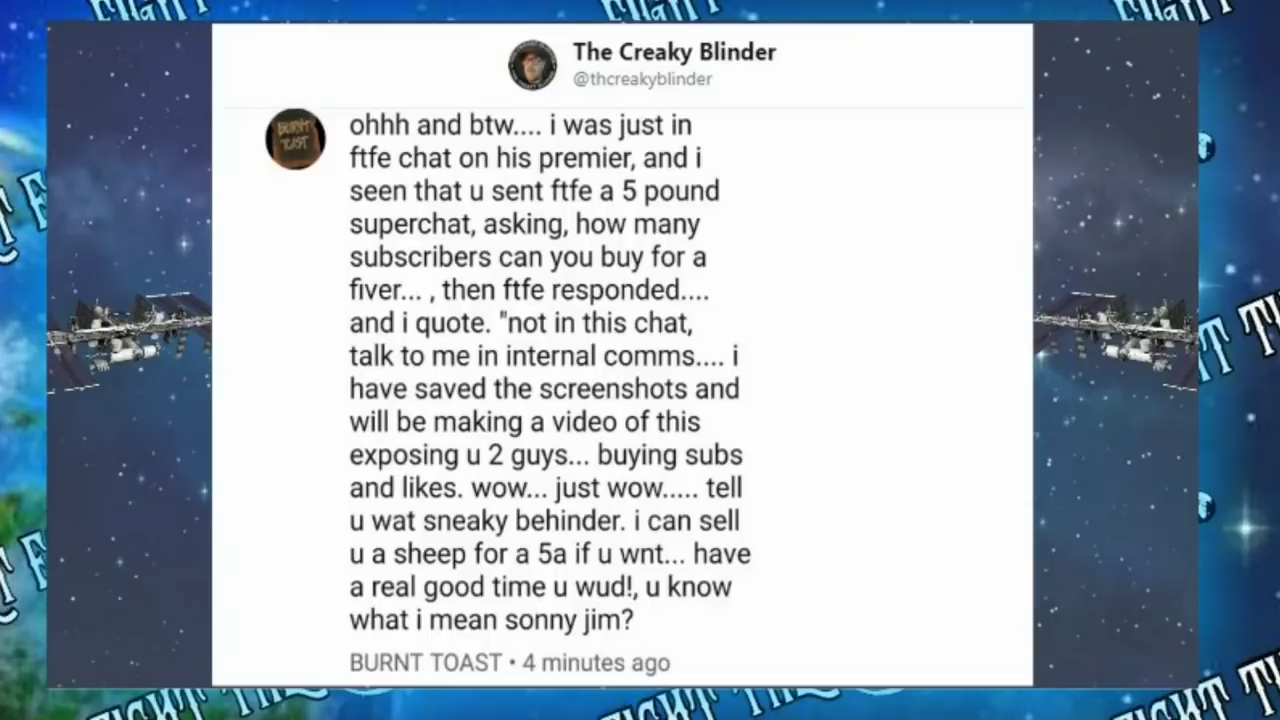 FIGHT
FIGHT
FIGHT
The Creaky Blinder
@thcreakyblinder
BURNT
TOAST
ohhh and btw.... i was just in
ftfe chat on his premier, and i
seen that u sent ftfe a 5 pound
superchat, asking, how many
subscribers can you buy for a
fiver... , then ftfe responded....
and i quote. "not in this chat,
talk to me in internal comms.... i
have saved the screenshots and
will be making a video of this
exposing u 2 guys... buying subs
and likes. wow... just wow..... tell
u wat sneaky behinder. i can sell
u a sheep for a 5a if u wnt... have
a real good time u wud!, u know
what i mean sonny jim?
BURNT TOAST • 4 minutes ago